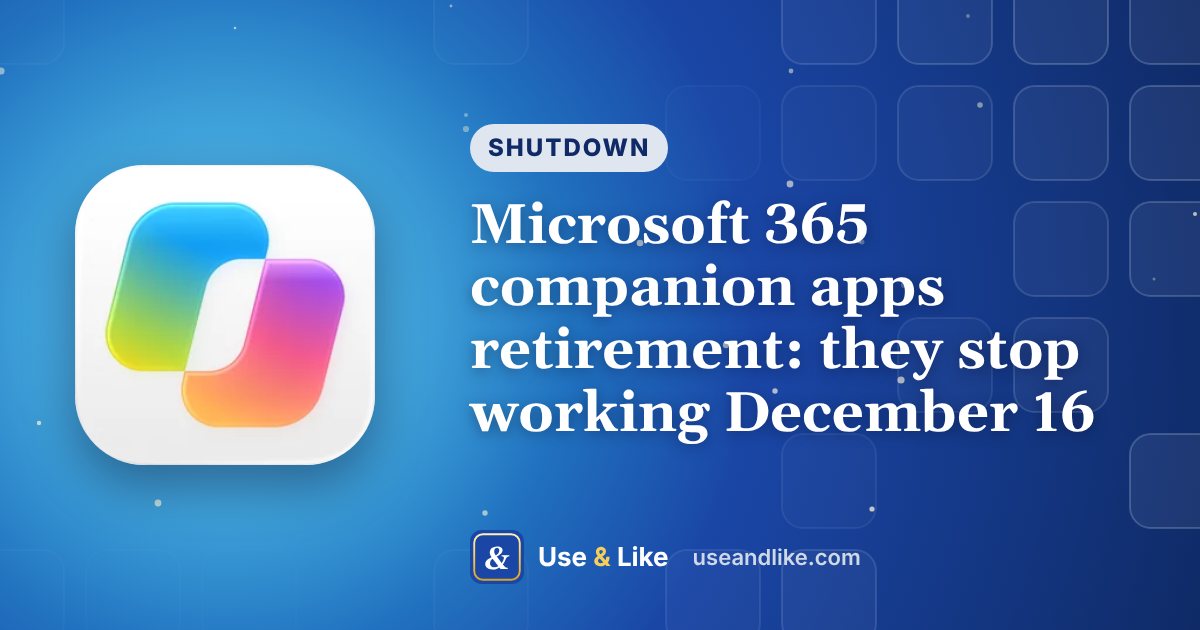 SHUTDOWN
Microsoft 365
companion apps
retirement: they stop
working December 16
& Use & Like useandlike.com